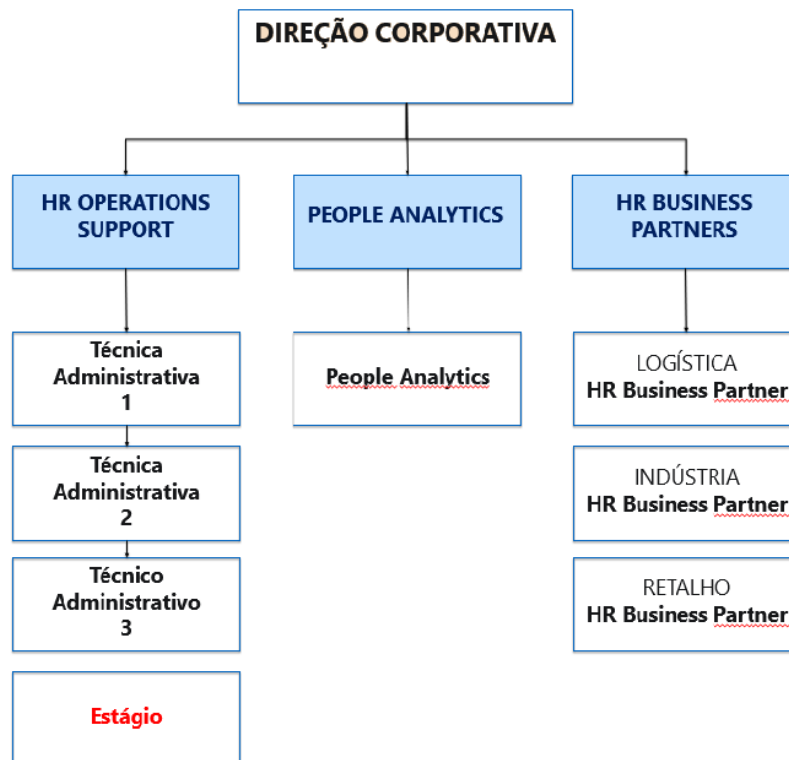 DIREÇÃO CORPORATIVA
HR OPERATIONS
SUPPORT
PEOPLE ANALYTICS
HR BUSINESS
PARTNERS
Técnica
Administrativa
1
People Analytics
LOGÍSTICA
HR Business Partner
Técnica
Administrativa
2
INDÚSTRIA
HR Business Partner
Técnico
Administrativo
3
RETALHO
HR Business Partner
Estágio